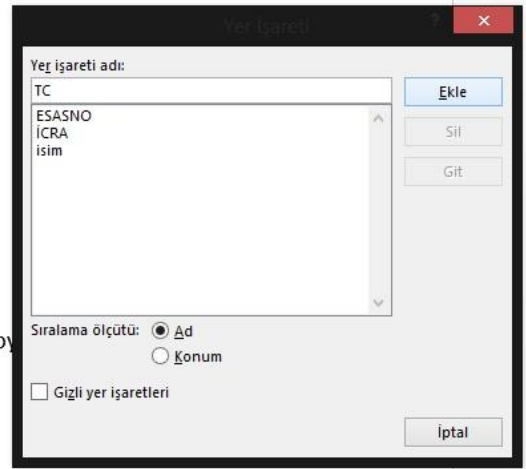 Yer İşareti
?
Yer işareti adı:
TC
Ekle
ESASNO
İCRA
isim
Sil
Git
Sıralama ölçütü:
Ad
Konum
Gizli yer işaretleri
İptal